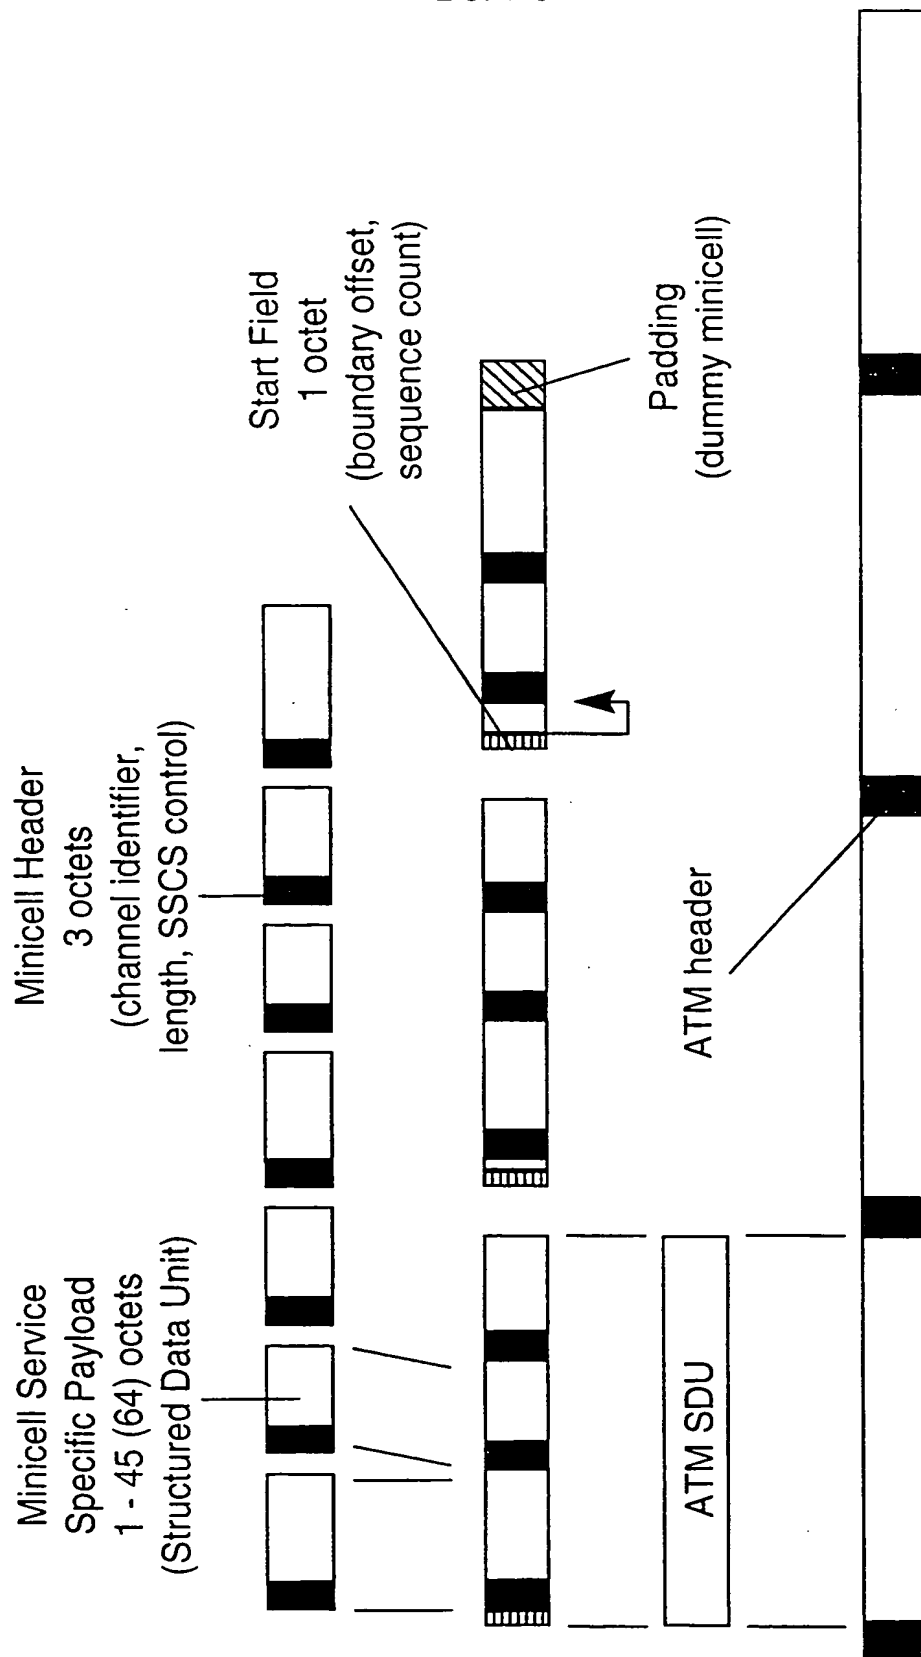 Minicell Service
Specific Payload
1 - 45 (64) octets
(Structured Data Unit)
Minicell Header
3 octets
(channel identifier,
length, SSCS control)
Start Field
1 octet
(boundary offset,
sequence count)
Padding
(dummy minicell)
ATM SDU
ATM header